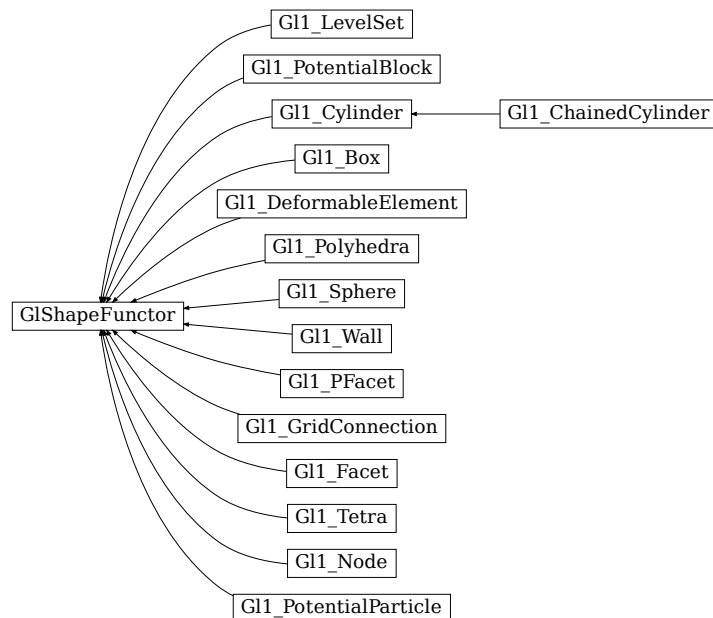 Gl1_LevelSet
Gl1_PotentialBlock
Gl1_Cylinder
Gl1_ChainedCylinder
Gl1_Box
Gl1_DeformableElement
Gl1_Polyhedra
Gl1_Sphere
GlShapeFunctor
Gl1_Wall
Gl1_PFacet
Gl1_GridConnection
Gl1_Facet
Gl1_Tetra
Gl1_Node
Gl1_PotentialParticle